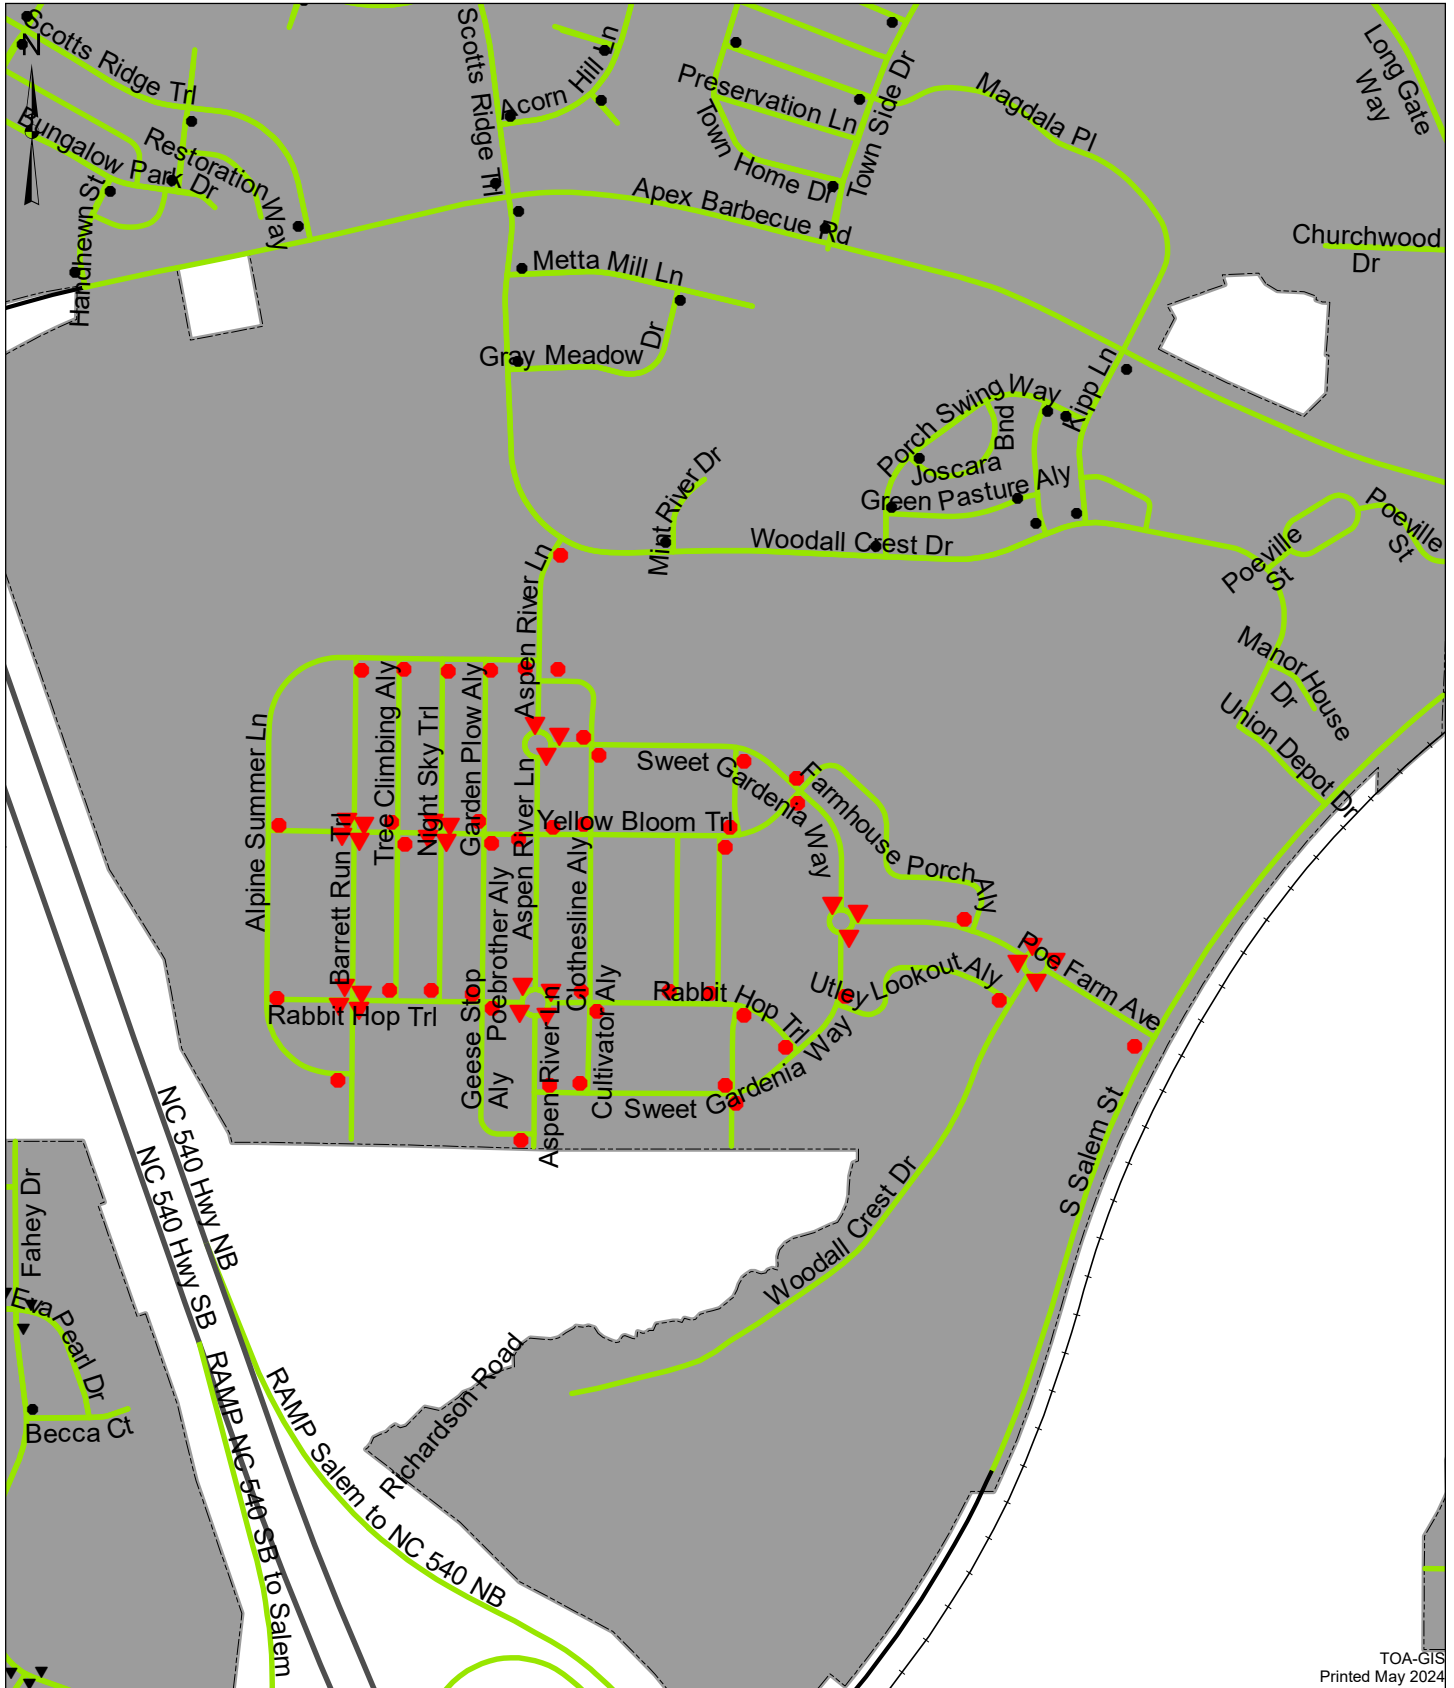 Scotts Ridge Trl
N
Bungalow Park Dr
Restoration Way
Handhewn St
Scotts Ridge Trl
Acorn Hill Ln
Preservation Ln
Town Home Dr
Town Side Dr
Magdala Pl
Long Gate
Way
Apex Barbecue Rd
Churchwood
Dr
Metta Mill Ln
Gray Meadow Dr
Kipp Ln
Porch Swing Way
Joscara Bnd
Green Pasture Aly
Mint River Dr
Woodall Crest Dr
Poeville
St
Poeville
St
Manor House
Dr
Union Depot Dr
Aspen River Ln
Alpine Summer Ln
Barrett Run Trl
Tree Climbing Aly
Night Sky Trl
Garden Plow Aly
Aspen River Ln
Sweet Gardenia Way
Farmhouse Porch Aly
Yellow Bloom Trl
Poebrother Aly
Geese Stop
Aly
Clothesline Aly
Cultivator Aly
Rabbit Hop Trl
Rabbit Hop Trl
Utley Lookout Aly
Poe Farm Ave
Aspen River Ln
Sweet Gardenia Way
S Salem St
Woodall Crest Dr
NC 540 Hwy NB
NC 540 Hwy SB
Fahey Dr
Eva Pearl Dr
Becca Ct
Richardson Road
RAMP Salem to NC 540 NB
RAMP NC 540 SB to Salem
TOA-GIS
Printed May 2024